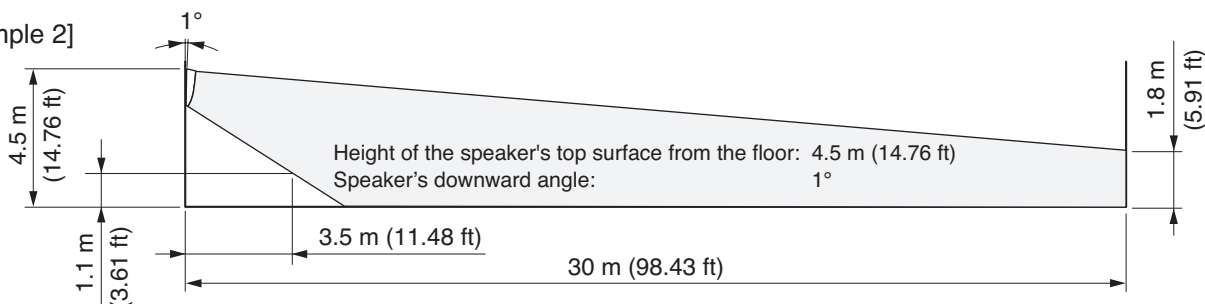 1°
mple 2]
4.5 m
(14.76 ft)
1.8 m
(5.91 ft)
Height of the speaker's top surface from the floor: 4.5 m (14.76 ft)
Speaker's downward angle: 1°
1.1 m
(3.61 ft)
3.5 m (11.48 ft)
30 m (98.43 ft)